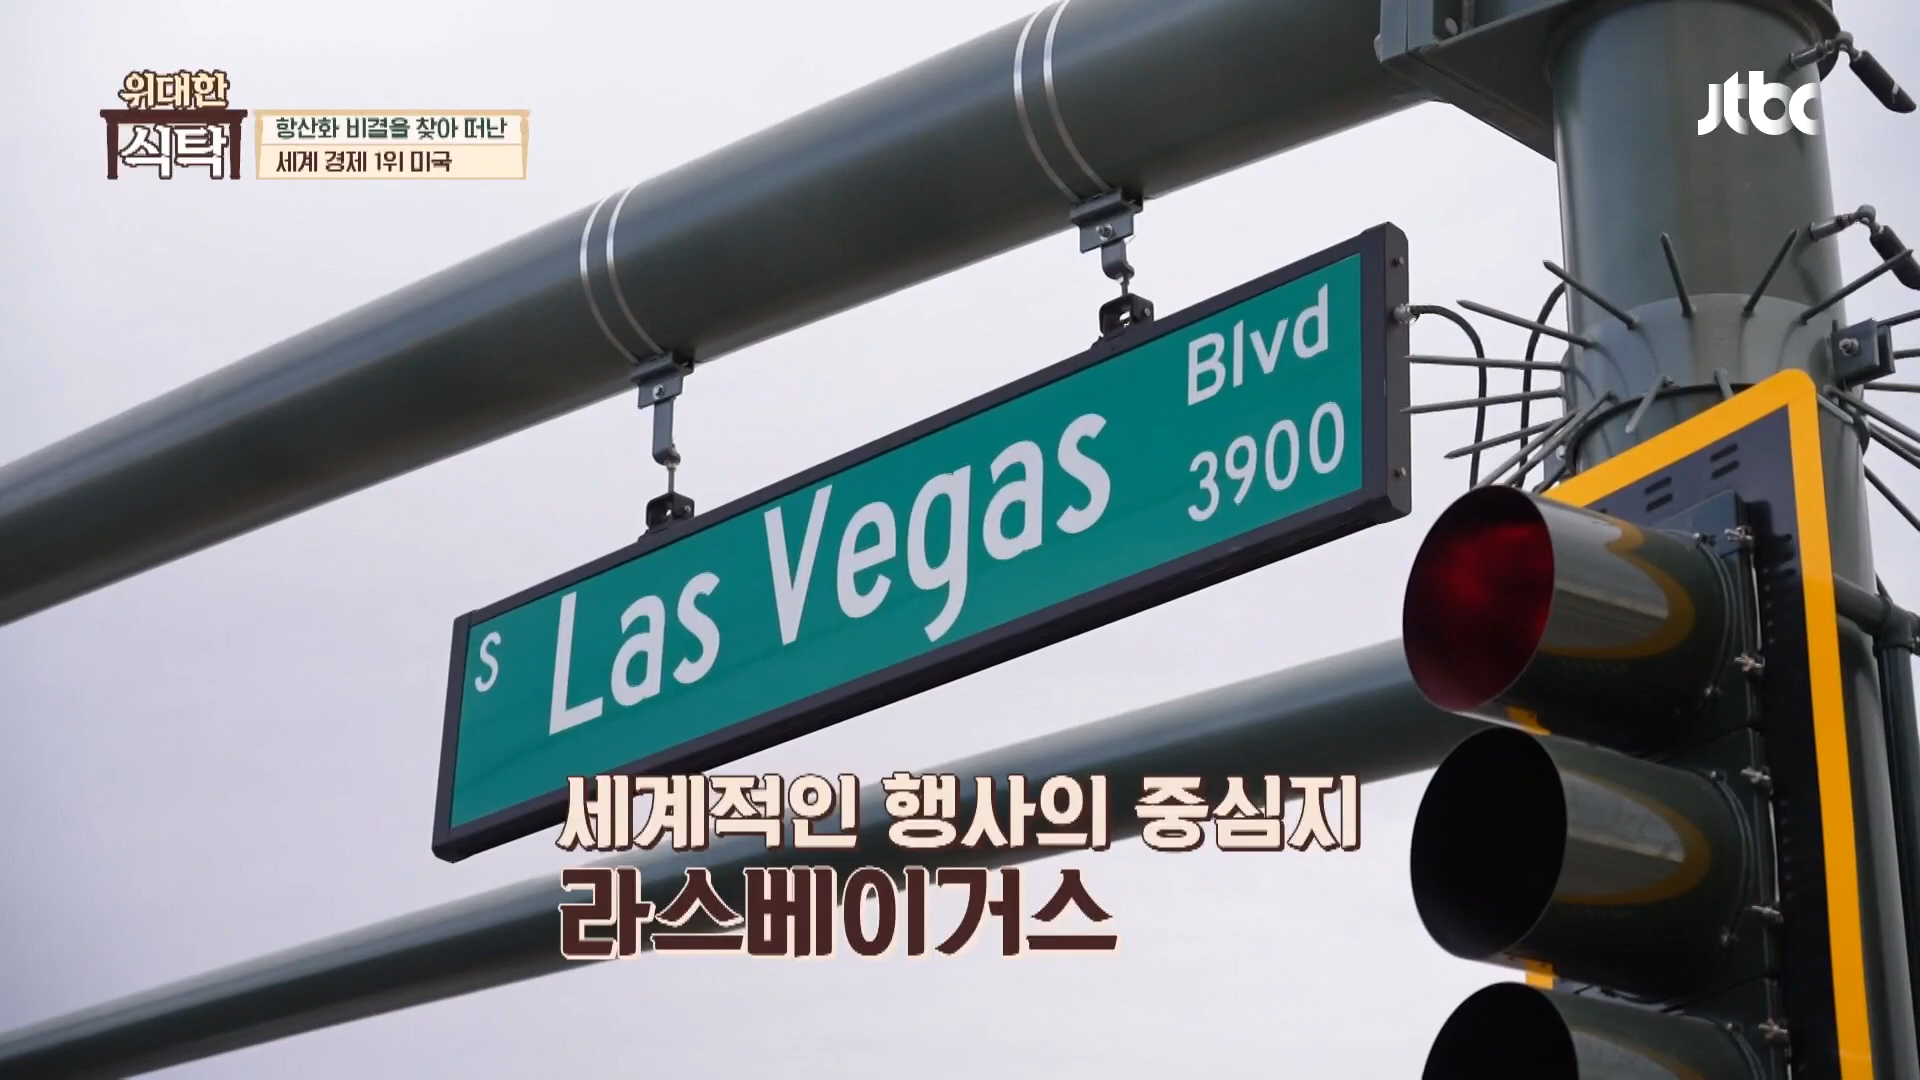 위대한
식탁
항산화 비결을 찾아 떠난
세계 경제 1위 미국
jtbc
S Las Vegas Blvd
3900
세계적인 행사의 중심지
라스베이거스